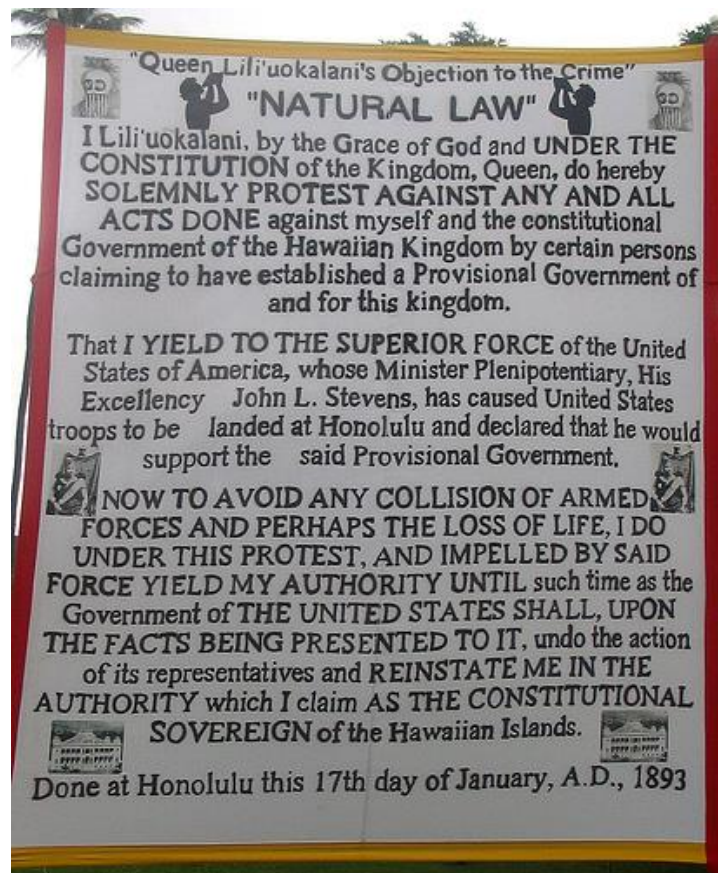 "Queen Lili'uokalani's Objection to the Crime"
"NATURAL LAW"
I Lili'uokalani, by the Grace of God and UNDER THE
CONSTITUTION of the Kingdom, Queen, do hereby
SOLEMNLY PROTEST AGAINST ANY AND ALL
ACTS DONE against myself and the constitutional
Government of the Hawaiian Kingdom by certain persons
claiming to have established a Provisional Government of
and for this kingdom.
That I YIELD TO THE SUPERIOR FORCE of the United
States of America, whose Minister Plenipotentiary, His
Excellency John L. Stevens, has caused United States
troops to be landed at Honolulu and declared that he would
support the said Provisional Government.
NOW TO AVOID ANY COLLISION OF ARMED
FORCES AND PERHAPS THE LOSS OF LIFE, I DO
UNDER THIS PROTEST, AND IMPELLED BY SAID
FORCE YIELD MY AUTHORITY UNTIL such time as the
Government of THE UNITED STATES SHALL, UPON
THE FACTS BEING PRESENTED TO IT, undo the action
of its representatives and REINSTATE ME IN THE
AUTHORITY which I claim AS THE CONSTITUTIONAL
SOVEREIGN of the Hawaiian Islands.
Done at Honolulu this 17th day of January, A.D., 1893